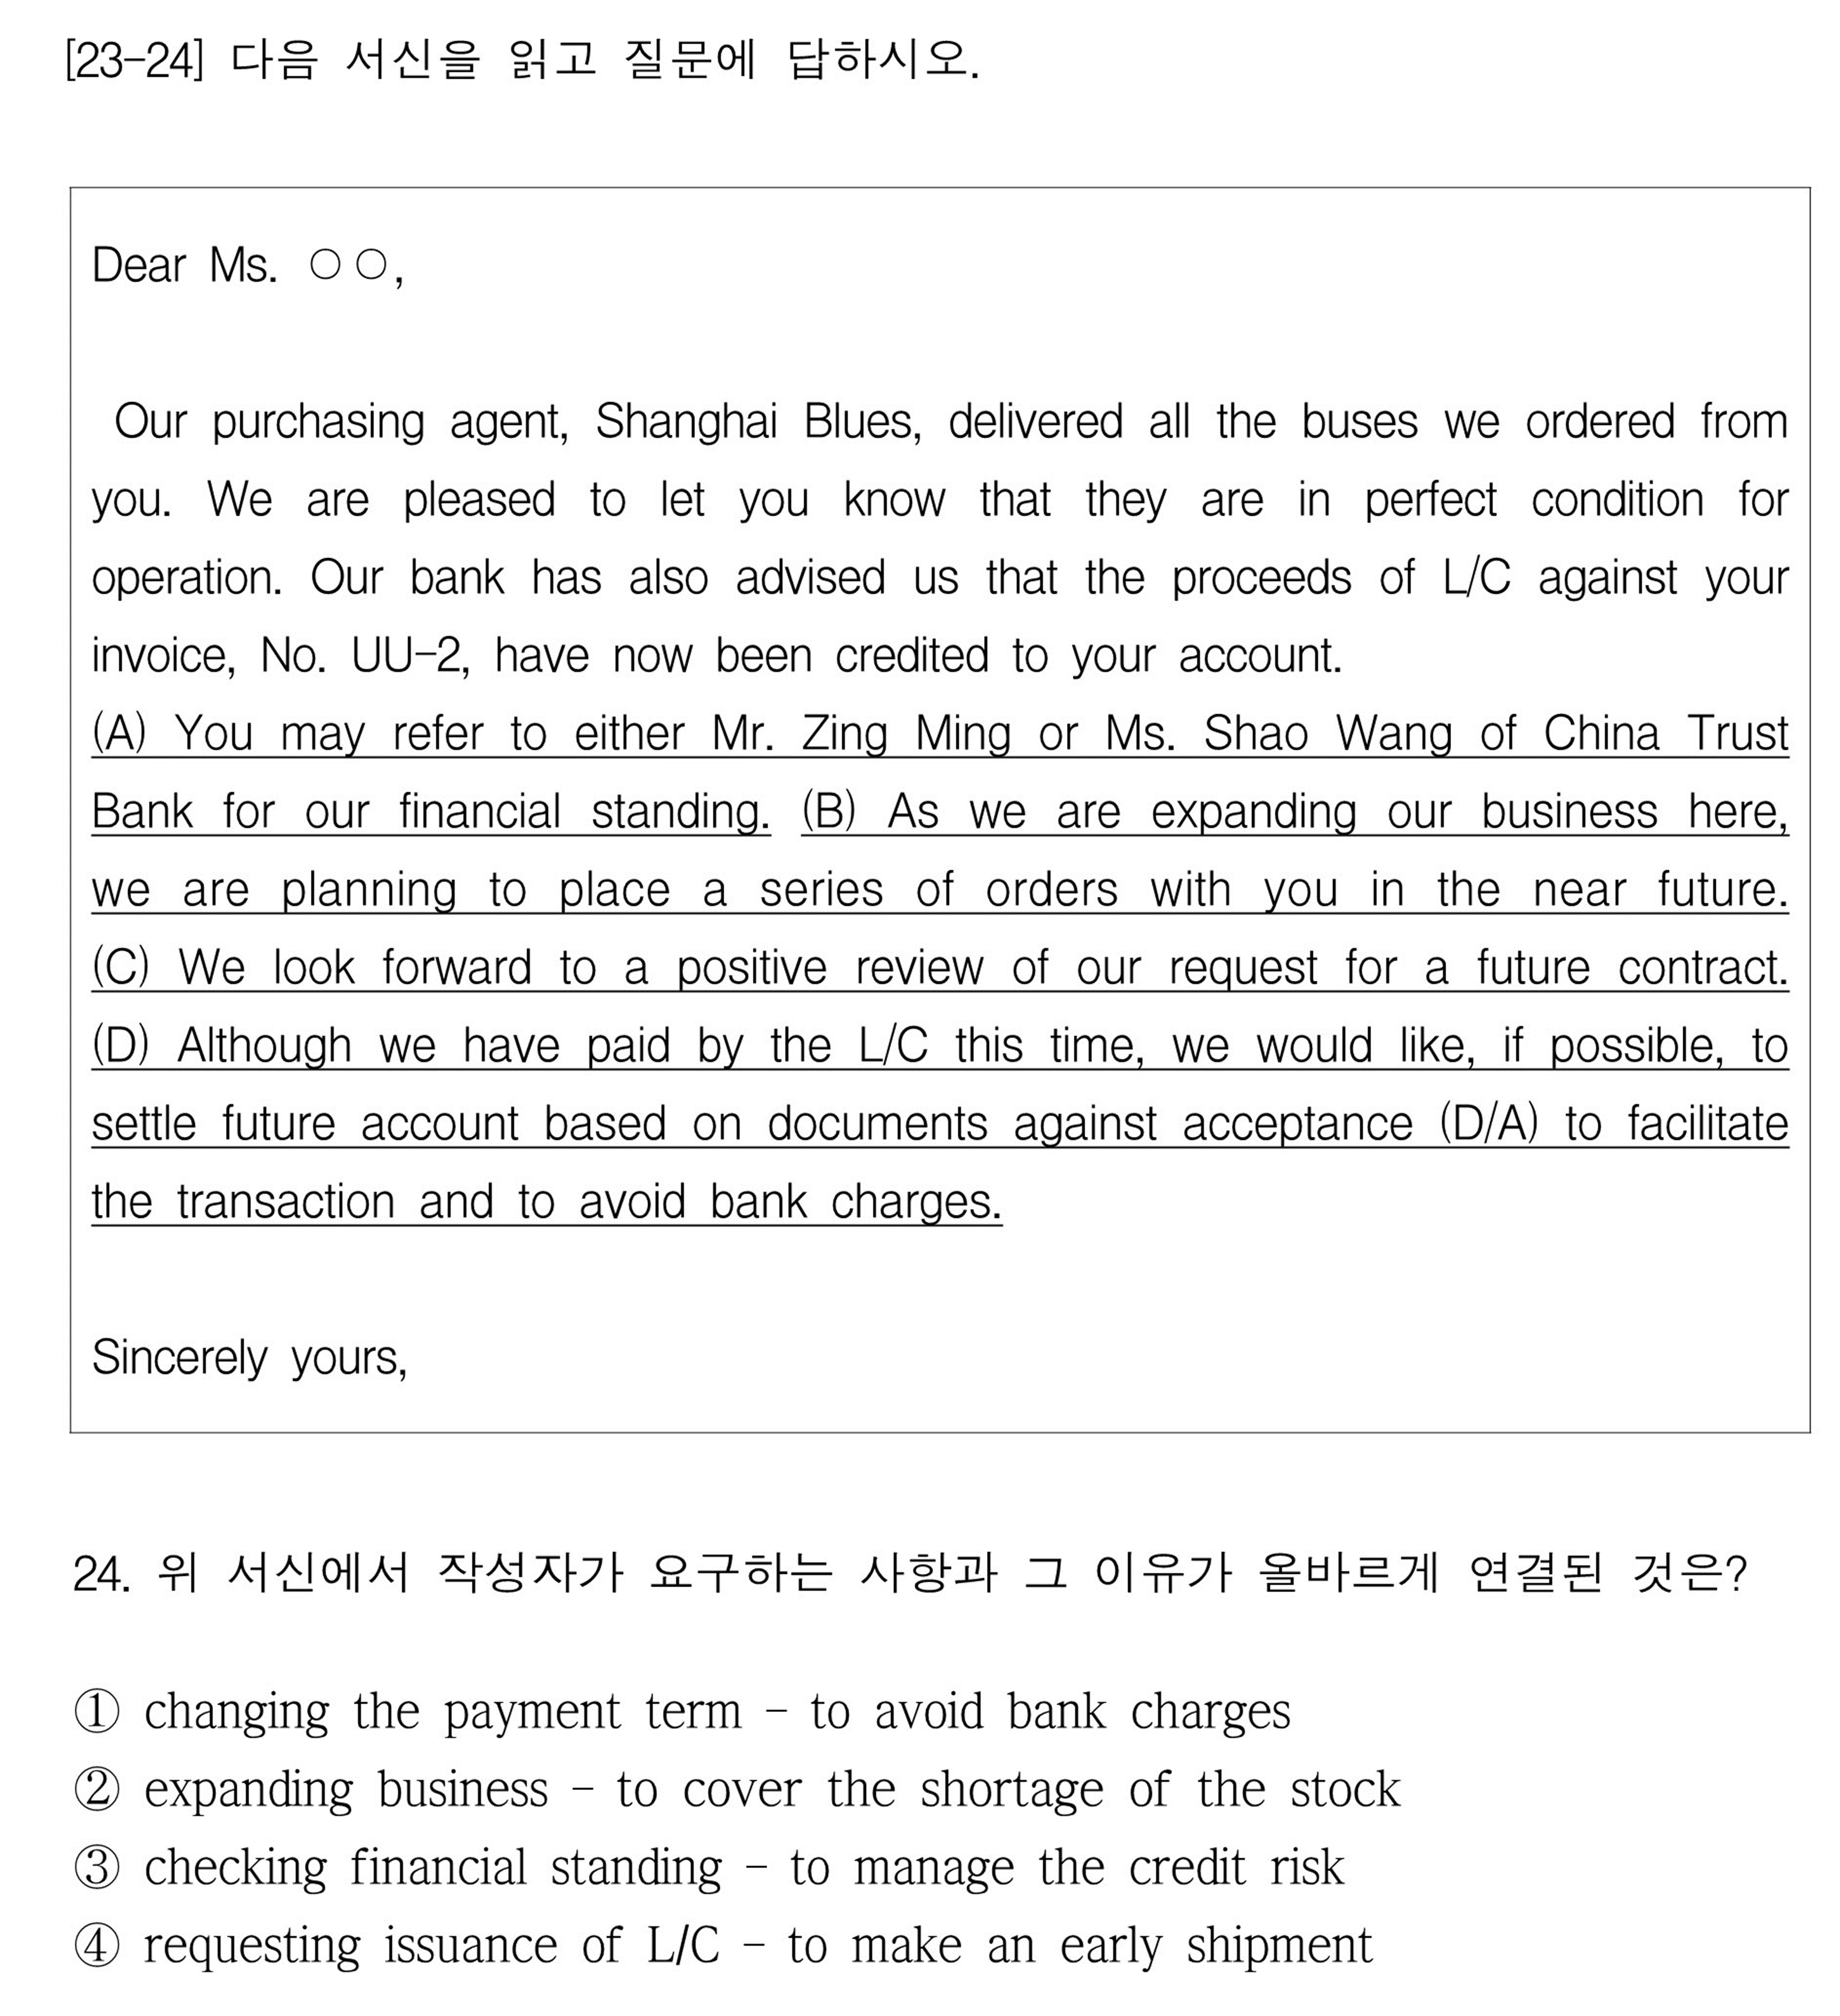 [23-24] 다음 서신을 읽고 질문에 답하시오.
Dear Ms. ○○,
Our purchasing agent, Shanghai Blues, delivered all the buses we ordered from
you. We are pleased to let you know that they are in perfect condition for
operation. Our bank has also advised us that the proceeds of L/C against your
invoice, No. UU-2, have now been credited to your account.
(A) You may refer to either Mr. Zing Ming or Ms. Shao Wang of China Trust
Bank for our financial standing. (B) As we are expanding our business here,
we are planning to place a series of orders with you in the near future.
(C) We look forward to a positive review of our request for a future contract.
(D) Although we have paid by the L/C this time, we would like, if possible, to
settle future account based on documents against acceptance (D/A) to facilitate
the transaction and to avoid bank charges.
Sincerely yours,
24. 위 서신에서 작성자가 요구하는 사항과 그 이유가 올바르게 연결된 것은?
① changing the payment term - to avoid bank charges
② expanding business - to cover the shortage of the stock
③ checking financial standing - to manage the credit risk
④ requesting issuance of L/C - to make an early shipment